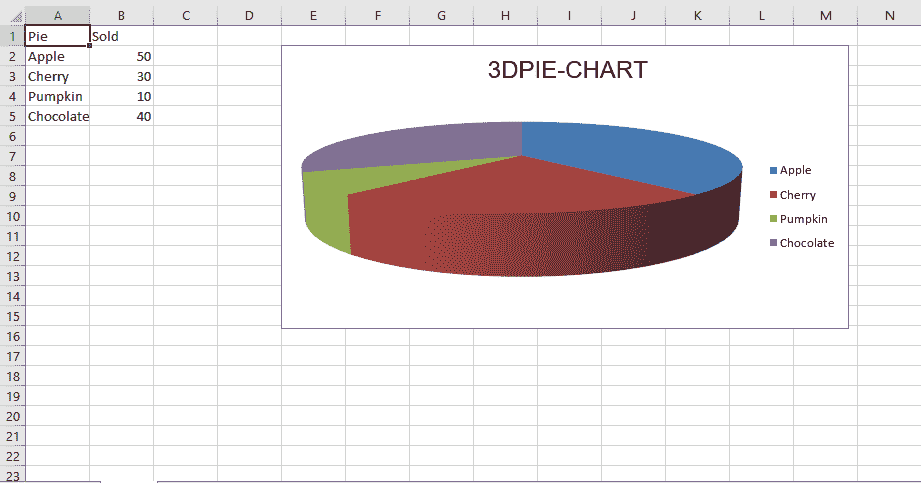 A B C D E F G H I J K L M N
1 Pie Sold
2 Apple 50
3 Cherry 30
4 Pumpkin 10
5 Chocolate 40
6
7
8
9
10
11
12
13
14
15
16
17
18
19
20
21
22
23
3DPIE-CHART
Apple
Cherry
Pumpkin
Chocolate